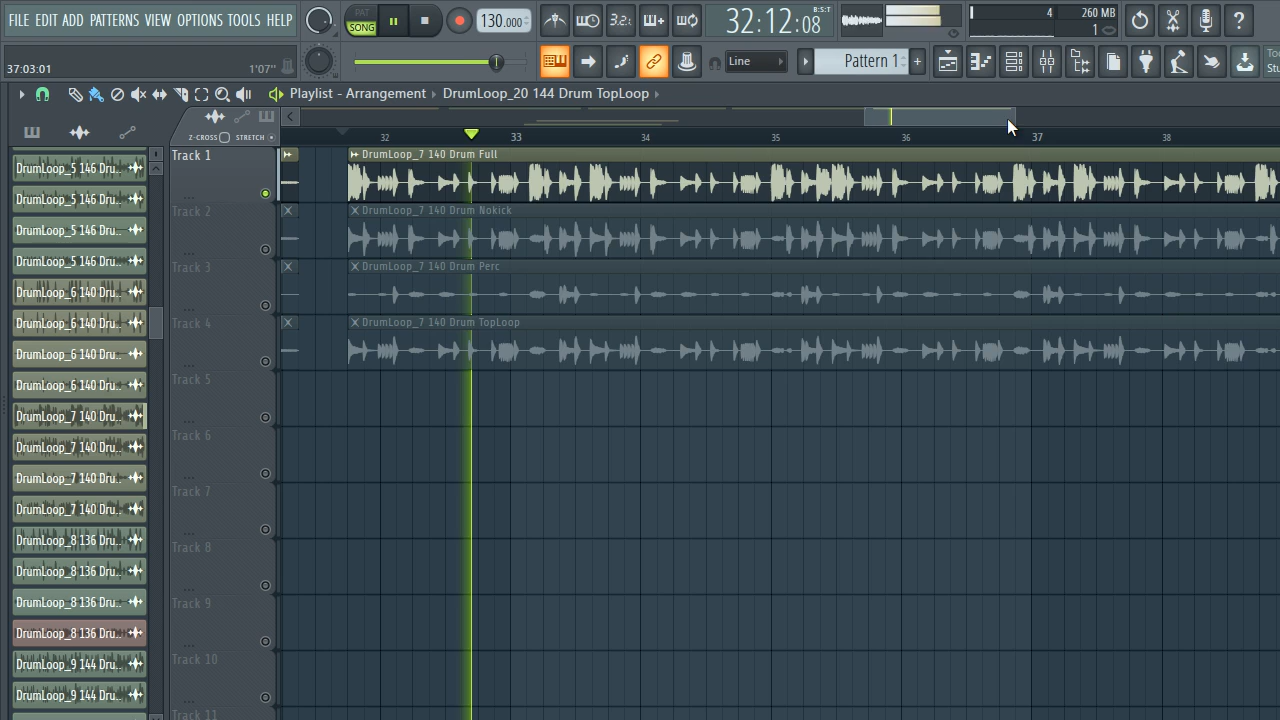 FILE EDIT ADD PATTERNS VIEW OPTIONS TOOLS HELP
PAT
SONG
130.000
3.2.
32:12:08
B:S:T
4
260 MB
1
37:03:01
1'07"
Line
Pattern 1
Playlist - Arrangement
DrumLoop_20 144 Drum TopLoop
Z-CROSS
STRETCH
32
33
34
35
36
37
38
DrumLoop_5 146 Dru..
DrumLoop_5 146 Dru..
DrumLoop_5 146 Dru..
DrumLoop_5 146 Dru..
DrumLoop_6 140 Dru..
DrumLoop_6 140 Dru..
DrumLoop_6 140 Dru..
DrumLoop_6 140 Dru..
DrumLoop_7 140 Dru..
DrumLoop_7 140 Dru..
DrumLoop_7 140 Dru..
DrumLoop_7 140 Dru..
DrumLoop_8 136 Dru..
DrumLoop_8 136 Dru..
DrumLoop_8 136 Dru..
DrumLoop_8 136 Dru..
DrumLoop_9 144 Dru..
DrumLoop_9 144 Dru..
Track 1
DrumLoop_7 140 Drum Full
Track 2
DrumLoop_7 140 Drum Nokick
Track 3
DrumLoop_7 140 Drum Perc
Track 4
DrumLoop_7 140 Drum TopLoop
Track 5
Track 6
Track 7
Track 8
Track 9
Track 10
Track 11